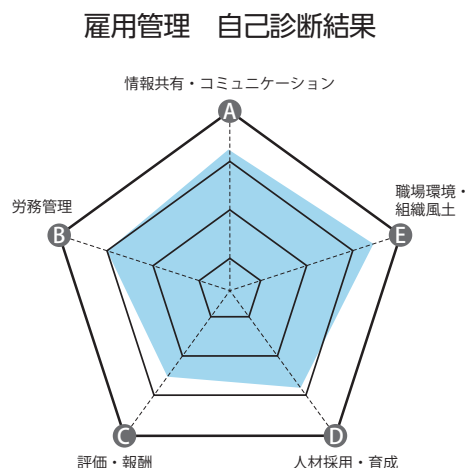 雇用管理　自己診断結果
情報共有・コミュニケーション
A
職場環境・
組織風土
労務管理
B
E
C
D
評価・報酬
人材採用・育成